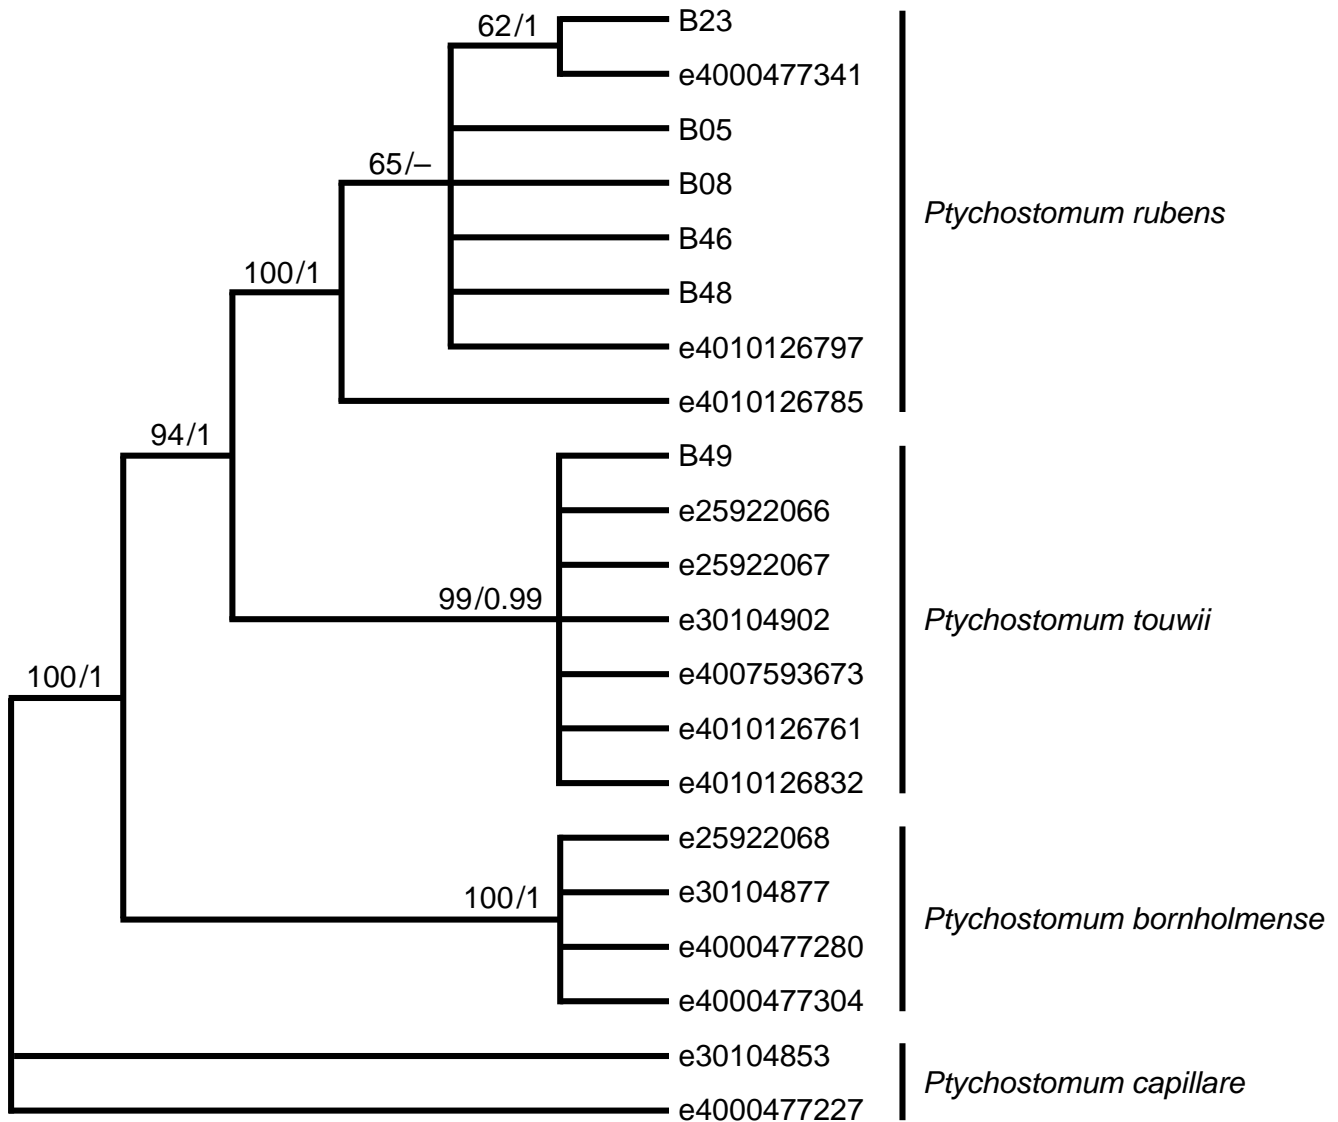 62/1
B23
e4000477341
B05
65/–
B08
Ptychostomum rubens
B46
100/1
B48
e4010126797
e4010126785
94/1
B49
e25922066
e25922067
99/0.99
e30104902
Ptychostomum touwii
e4007593673
100/1
e4010126761
e4010126832
e25922068
100/1
e30104877
Ptychostomum bornholmense
e4000477280
e4000477304
e30104853
Ptychostomum capillare
e4000477227